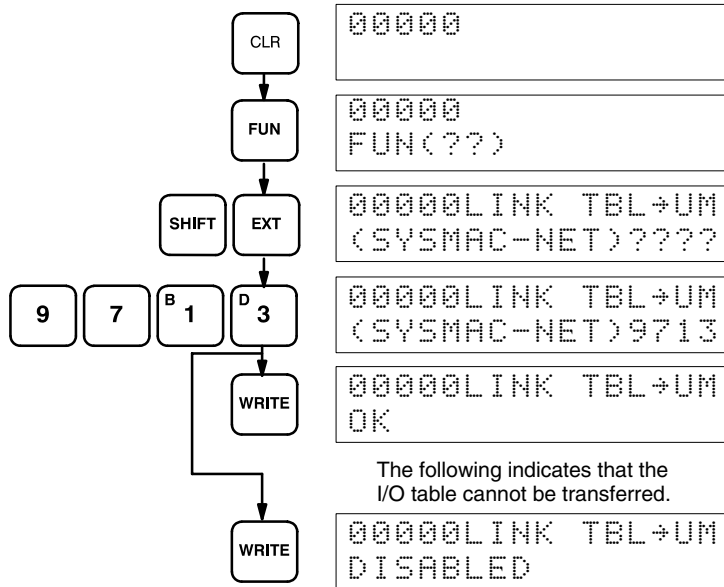 CLR
00000
FUN
00000
FUN(??)
SHIFT EXT
00000LINK TBL→UM
(SYSMAC-NET)????
9 7 B 1 D 3
00000LINK TBL→UM
(SYSMAC-NET)9713
WRITE
00000LINK TBL→UM
OK
The following indicates that the
I/O table cannot be transferred.
WRITE
00000LINK TBL→UM
DISABLED